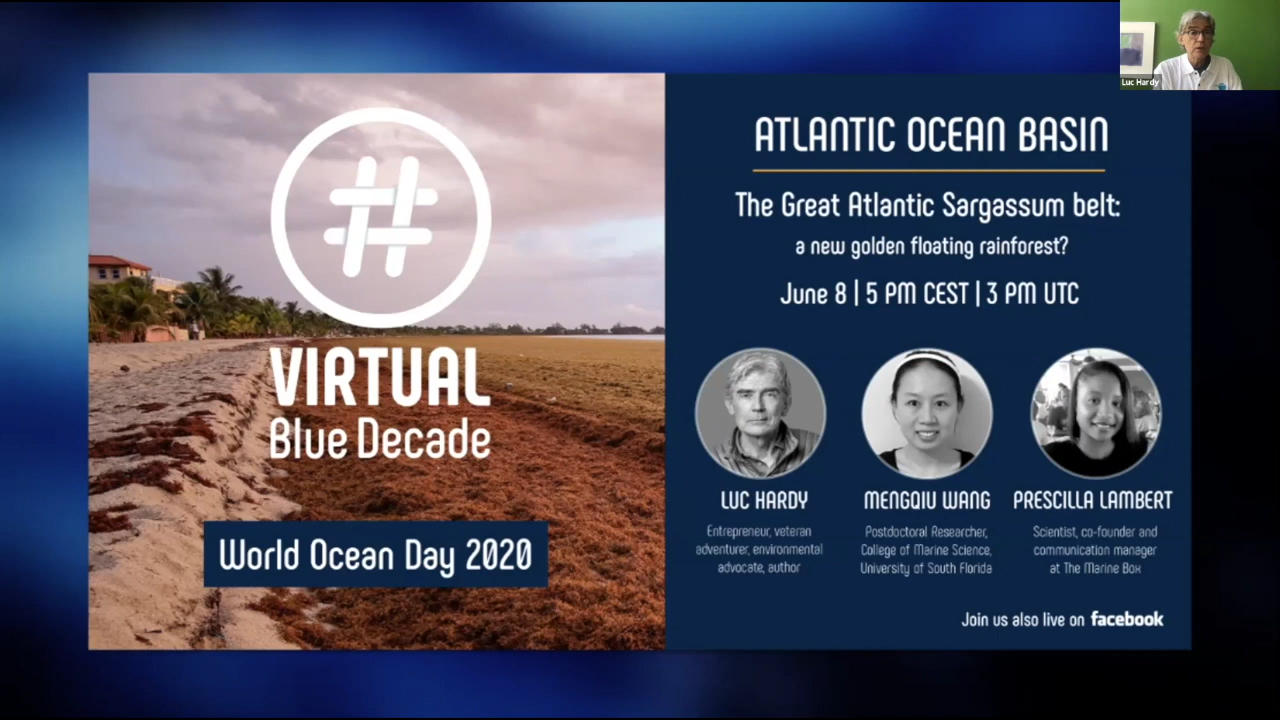 Luc Hardy
#
VIRTUAL
Blue Decade
World Ocean Day 2020
ATLANTIC OCEAN BASIN
The Great Atlantic Sargassum belt:
a new golden floating rainforest?
June 8 | 5 PM CEST | 3 PM UTC
LUC HARDY
Entrepreneur, veteran
adventurer, environmental
advocate, author
MENGQIU WANG
Postdoctoral Researcher,
College of Marine Science,
University of South Florida
PRESCILLA LAMBERT
Scientist, co-founder and
communication manager
at The Marine Box
Join us also live on facebook